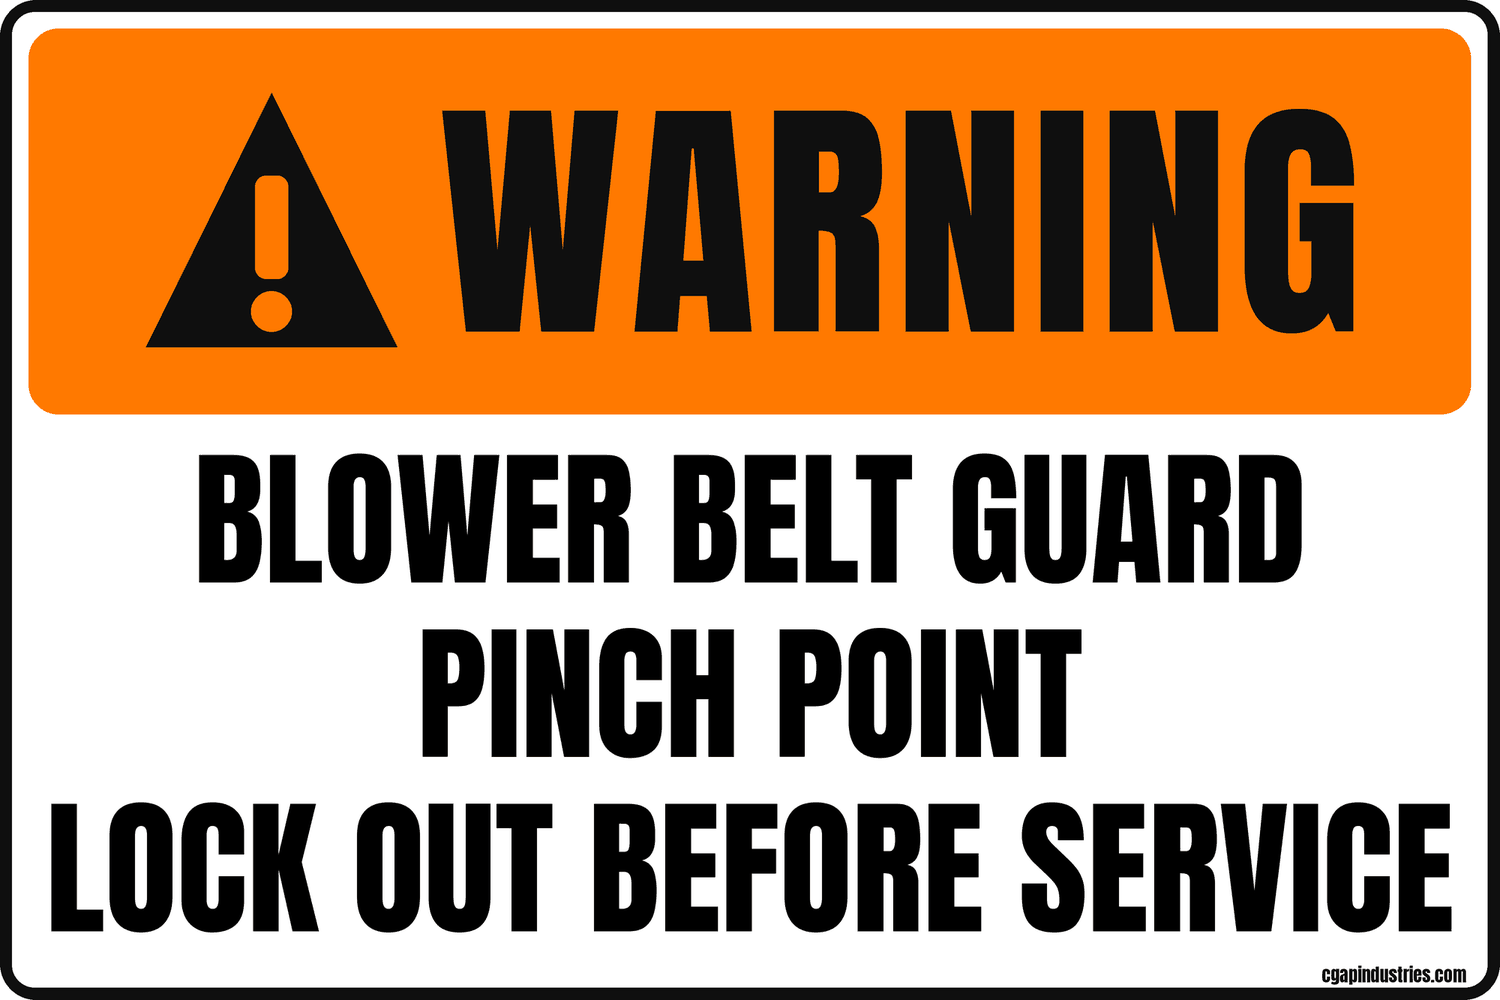 WARNING
BLOWER BELT GUARD
PINCH POINT
LOCK OUT BEFORE SERVICE
cgapindustries.com